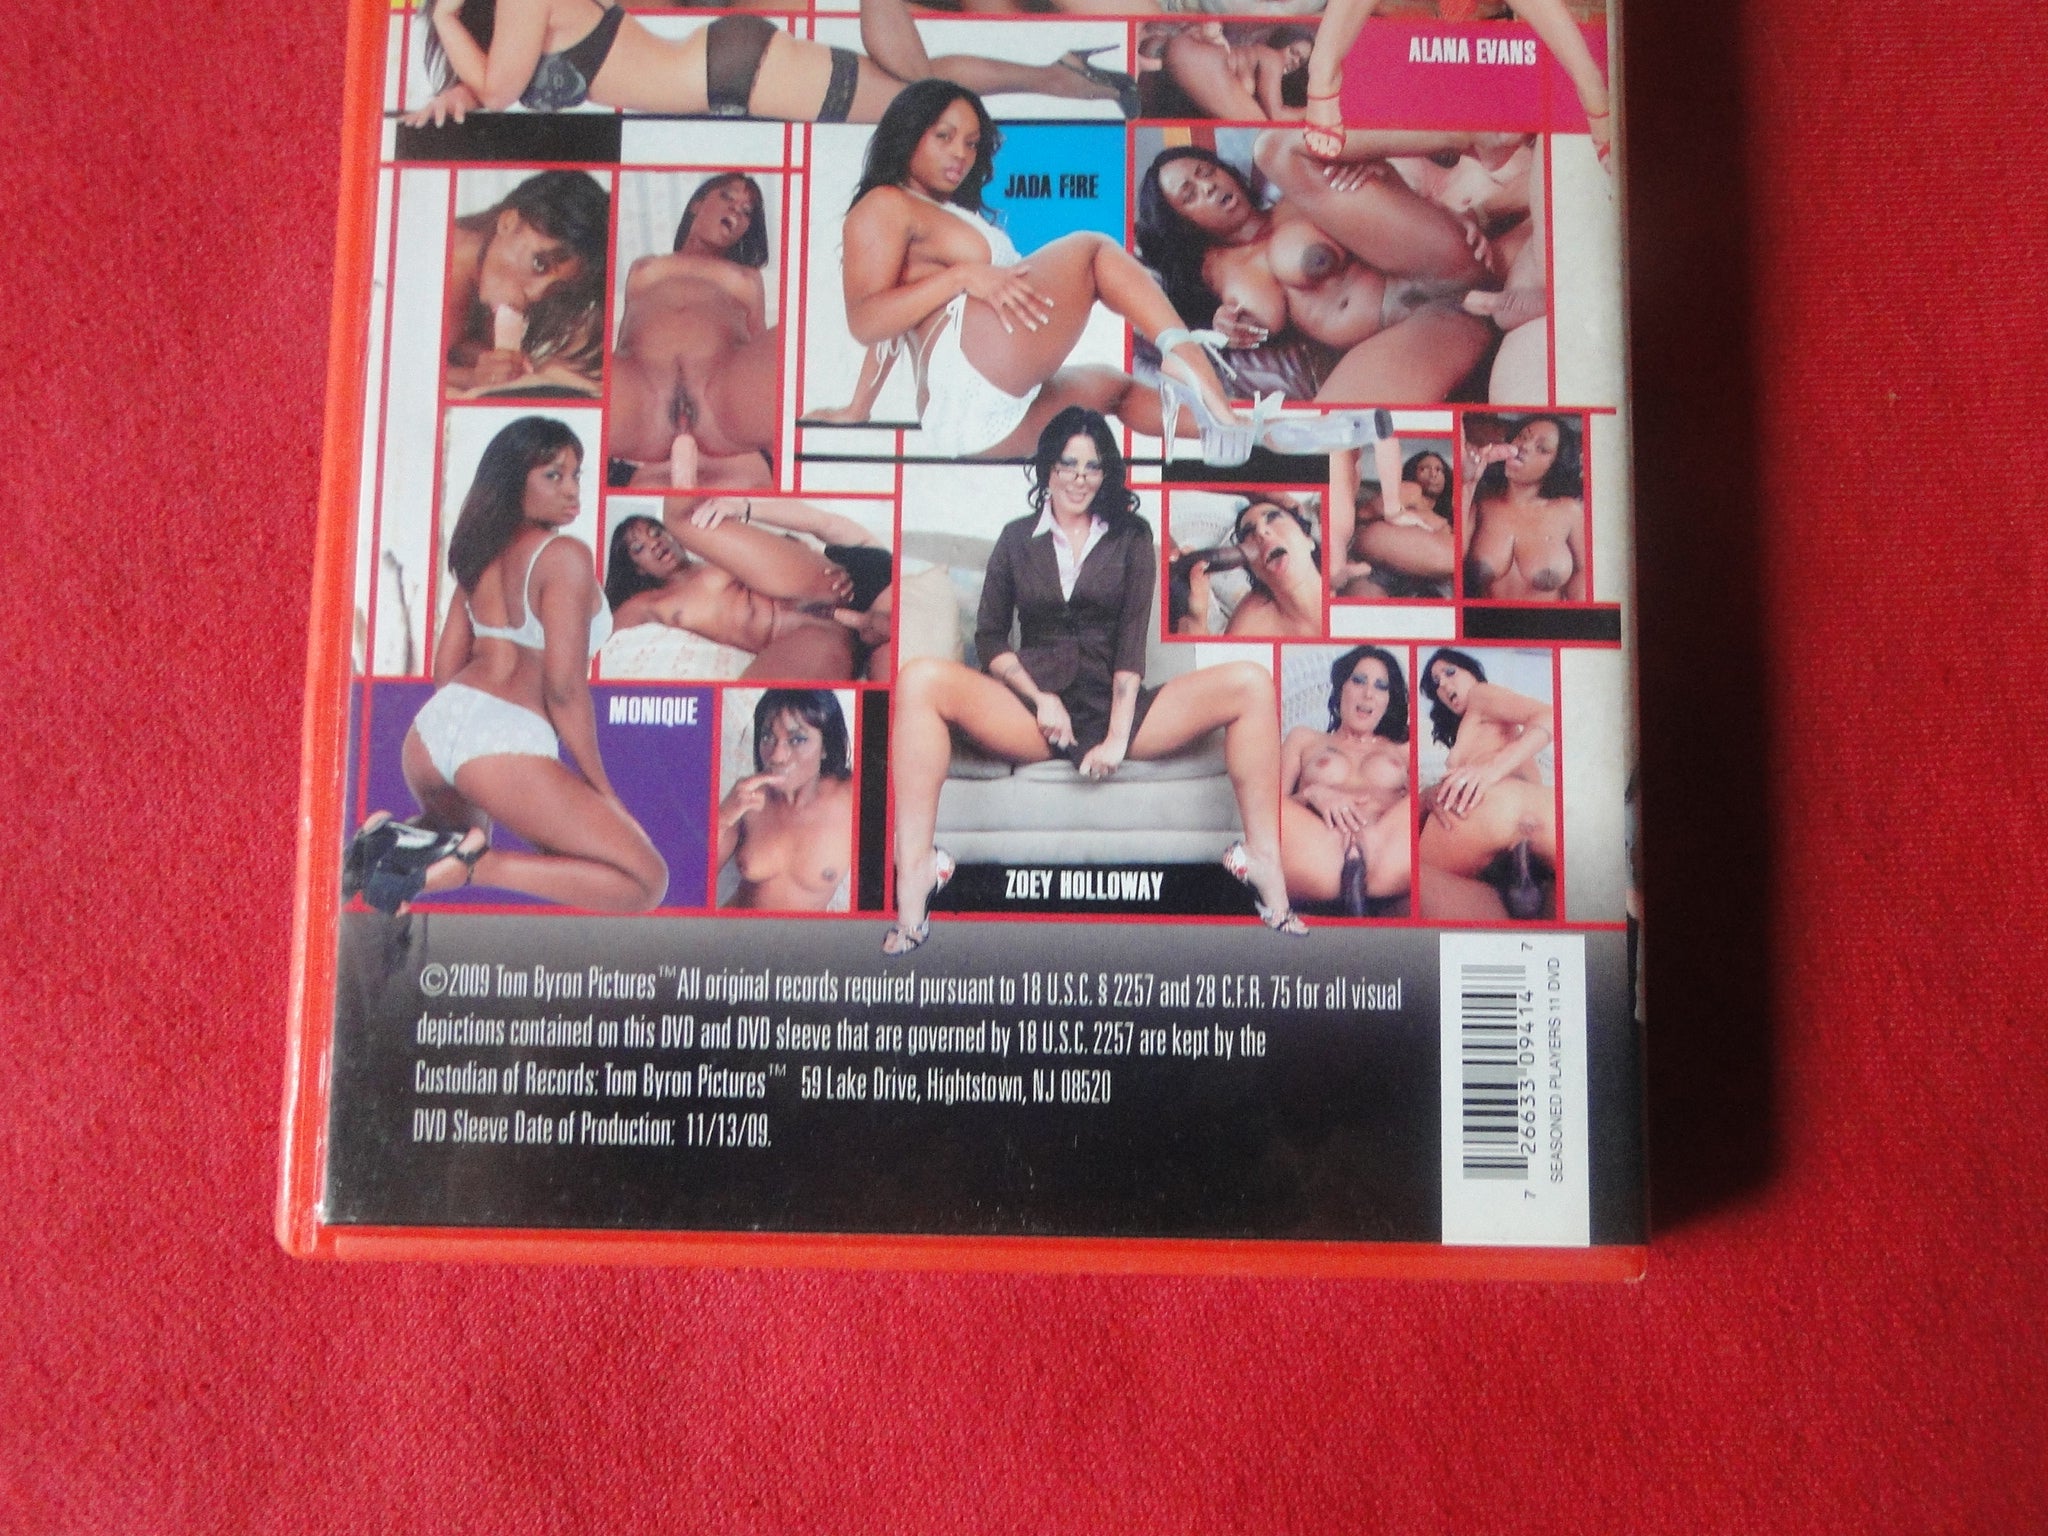 ALANA EVANS
JADA FIRE
MONIQUE
ZOEY HOLLOWAY
©2009 Tom Byron Pictures™ All original records required pursuant to 18 U.S.C. § 2257 and 28 C.F.R. 75 for all visual
depictions contained on this DVD and DVD sleeve that are governed by 18 U.S.C. 2257 are kept by the
Custodian of Records: Tom Byron Pictures™ 59 Lake Drive, Hightstown, NJ 08520
DVD Sleeve Date of Production: 11/13/09.
7 26633 09414 7
SEASONED PLAYERS 11 DVD